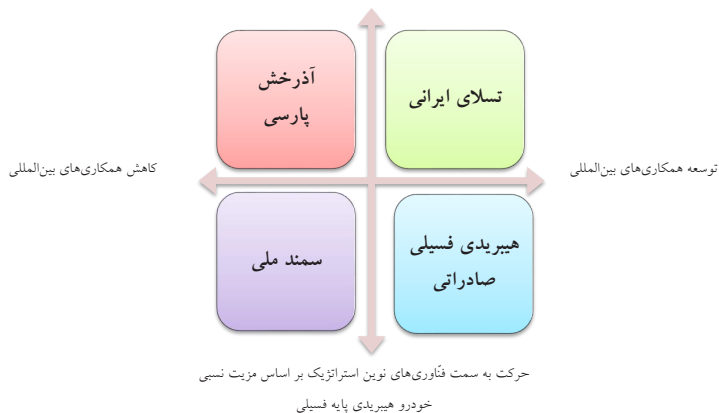 آذرخش
پارسی
تسلای ایرانی
توسعه همکاری‌های بین‌المللی
کاهش همکاری‌های بین‌المللی
هیبریدی فسیلی
صادراتی
سمند ملی
حرکت به سمت فنّاوری‌های نوین استراتژیک بر اساس مزیت نسبی
خودرو هیبریدی پایه فسیلی